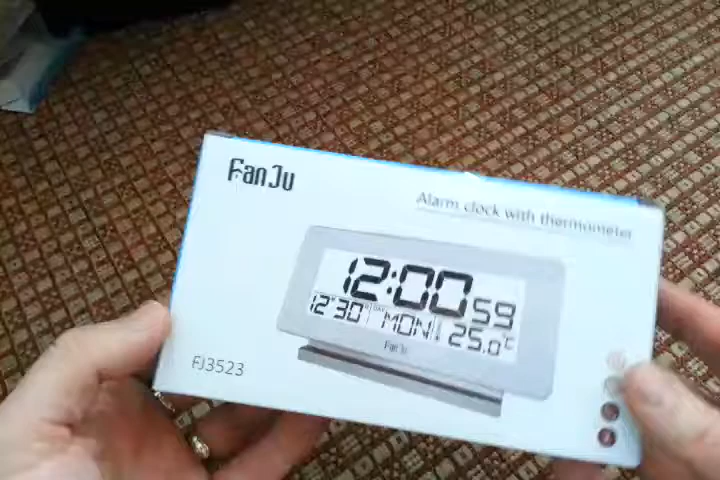 FanJu
Alarm clock with thermometer
12:00 59
12 30 MON 25.0°C
FanJu
FJ3523